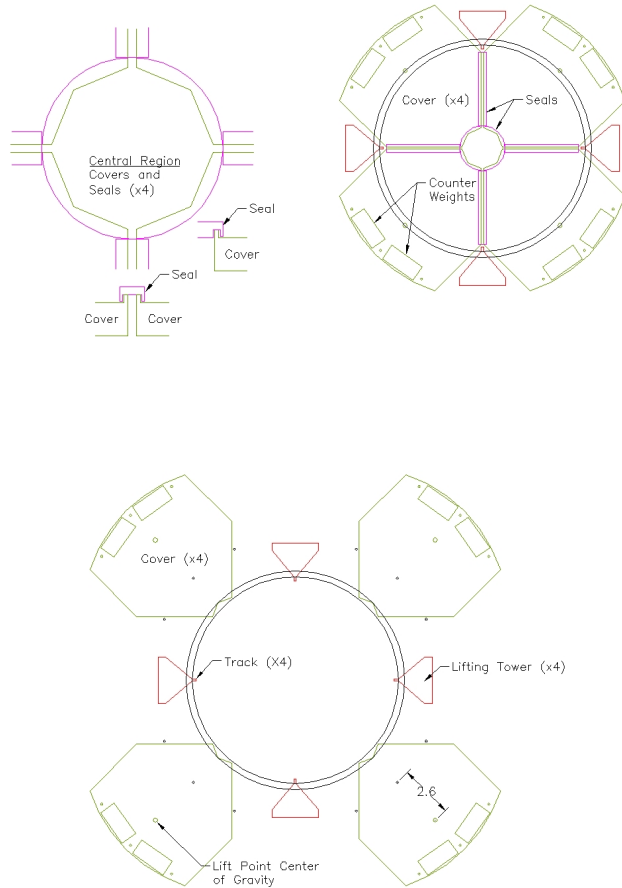 Central Region
Covers and
Seals (x4)
Seal
Cover
Seal
Cover
Cover
Cover (x4)
Seals
Counter
Weights
Cover (x4)
Track (X4)
Lifting Tower (x4)
2.6
Lift Point Center
of Gravity